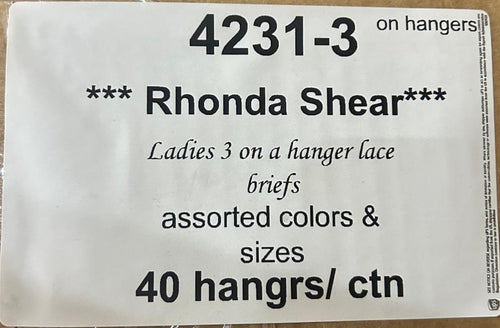 4231-3
on hangers
*** Rhonda Shear***
Ladies 3 on a hanger lace
briefs
assorted colors &
sizes
40 hangrs/ ctn